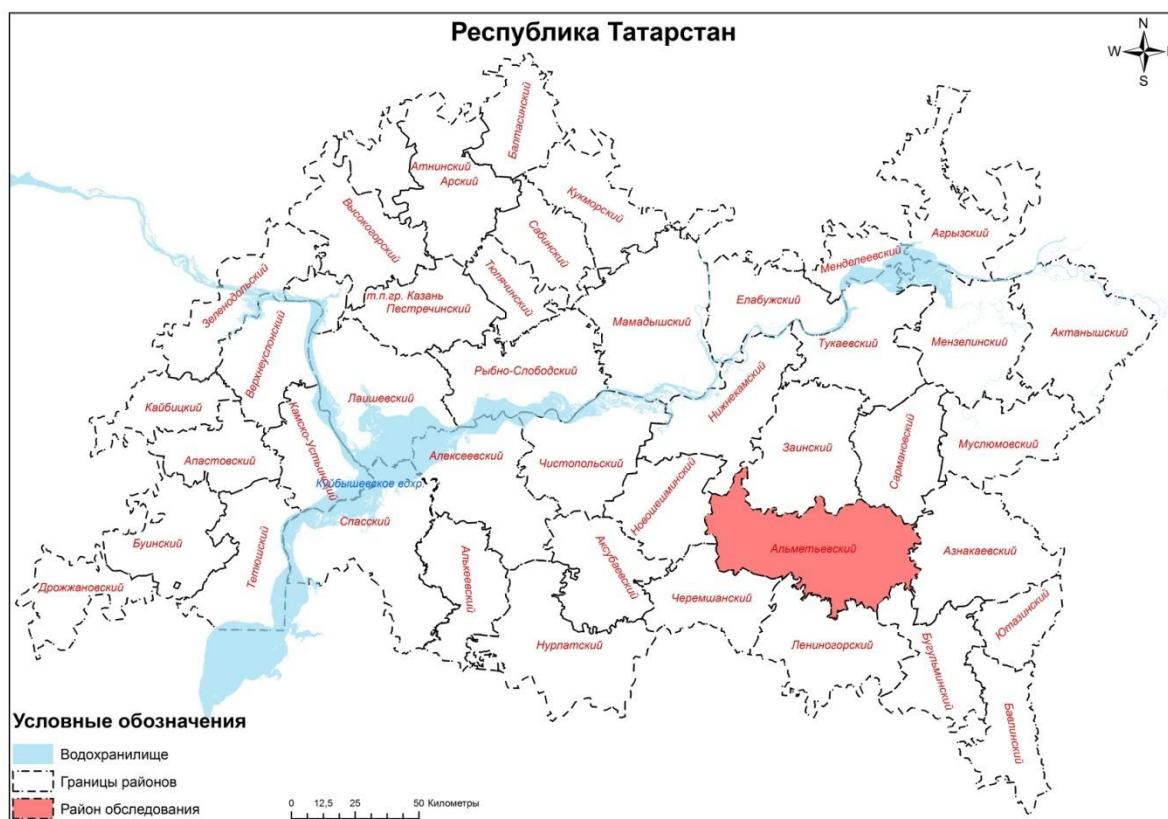 Республика Татарстан
N
W
S
Балтасинский
Атнинский
Арский
Кукморский
Высокогорский
Сабинский
Агрызский
Менделеевский
Тюлячинский
Зеленодольский
т.п.гр. Казань
Пестречинский
Елабужский
Мамадышский
Тукаевский
Мензелинский
Актанышский
Верхнеуслонский
Рыбно-Слободский
Лаишевский
Нижнекамский
Кайбицкий
Камско-Устьинский
Заинский
Сармановский
Муслюмовский
Апастовский
Алексеевский
Чистопольский
Куйбышевское вдхр.
Новошешминский
Спасский
Буинский
Тетюшский
Альметьевский
Азнакаевский
Аксубаевский
Алькеевский
Дрожжановский
Черемшанский
Ютазинский
Нурлатский
Лениногорский
Бугульминский
Бавлинский
Условные обозначения
Водохранилище
Границы районов
Район обследования
0 12,5 25 50 Километры